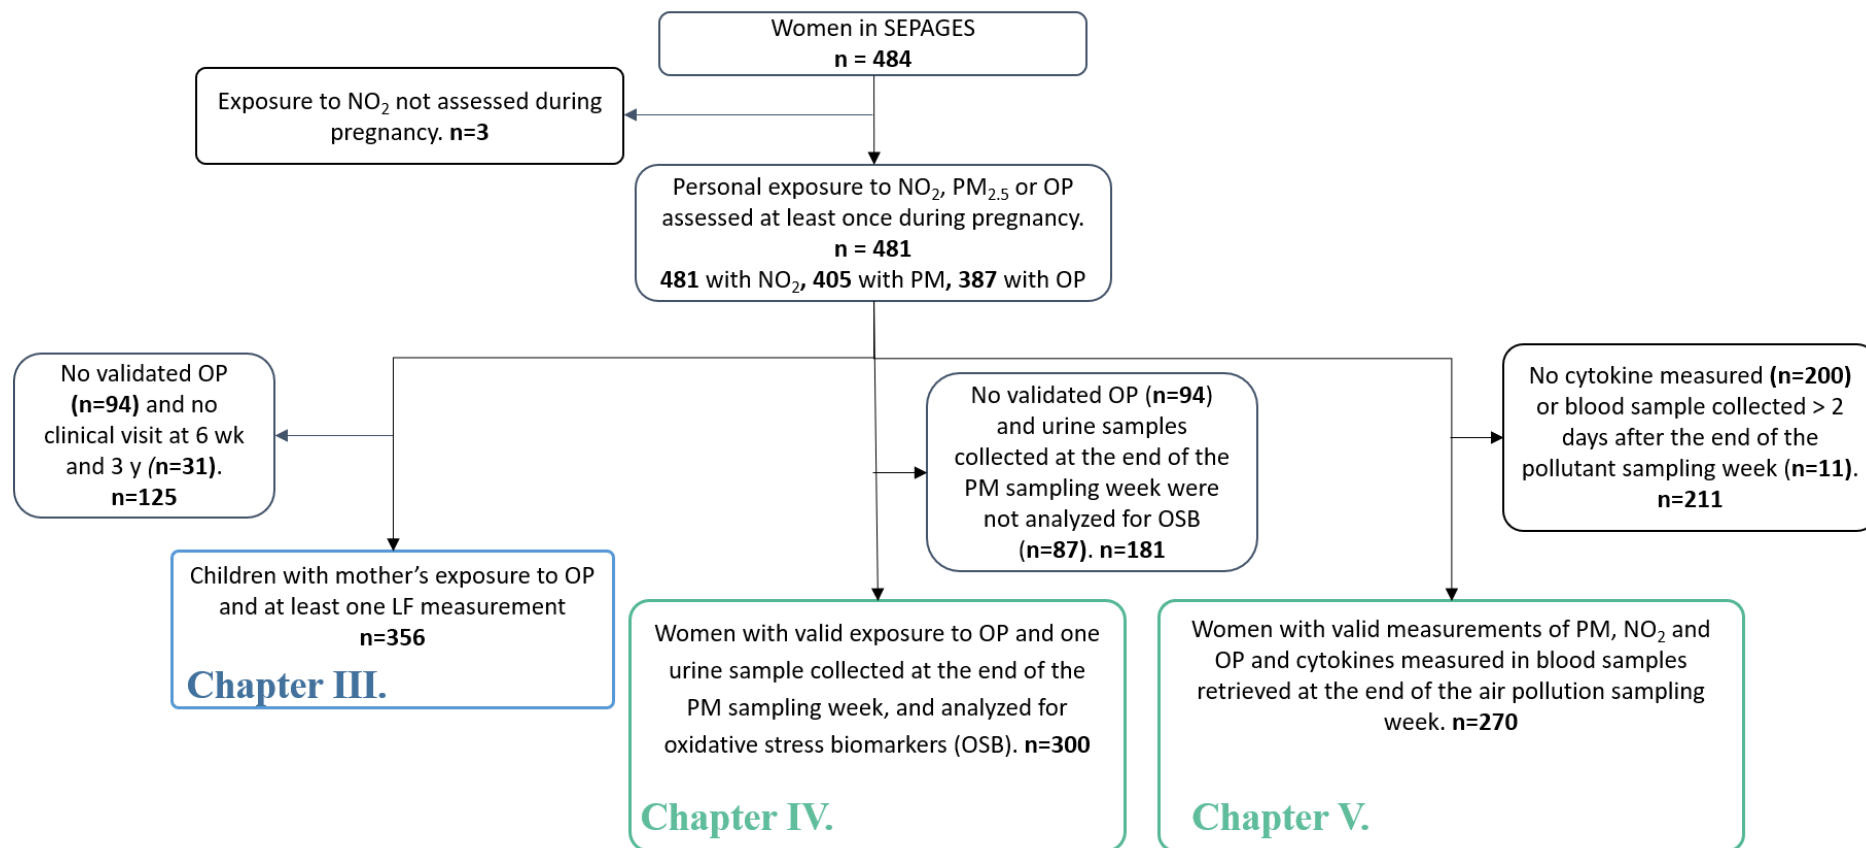 Women in SEPAGES
n = 484
Exposure to NO₂ not assessed during
pregnancy. n=3
Personal exposure to NO₂, PM₂.₅ or OP
assessed at least once during pregnancy.
n = 481
481 with NO₂, 405 with PM, 387 with OP
No validated OP
(n=94) and no
clinical visit at 6 wk
and 3 y (n=31).
n=125
No validated OP (n=94)
and urine samples
collected at the end of the
PM sampling week were
not analyzed for OSB
(n=87). n=181
No cytokine measured (n=200)
or blood sample collected > 2
days after the end of the
pollutant sampling week (n=11).
n=211
Children with mother’s exposure to OP
and at least one LF measurement
n=356
Chapter III.
Women with valid exposure to OP and one
urine sample collected at the end of the
PM sampling week, and analyzed for
oxidative stress biomarkers (OSB). n=300
Chapter IV.
Women with valid measurements of PM, NO₂ and
OP and cytokines measured in blood samples
retrieved at the end of the air pollution sampling
week. n=270
Chapter V.